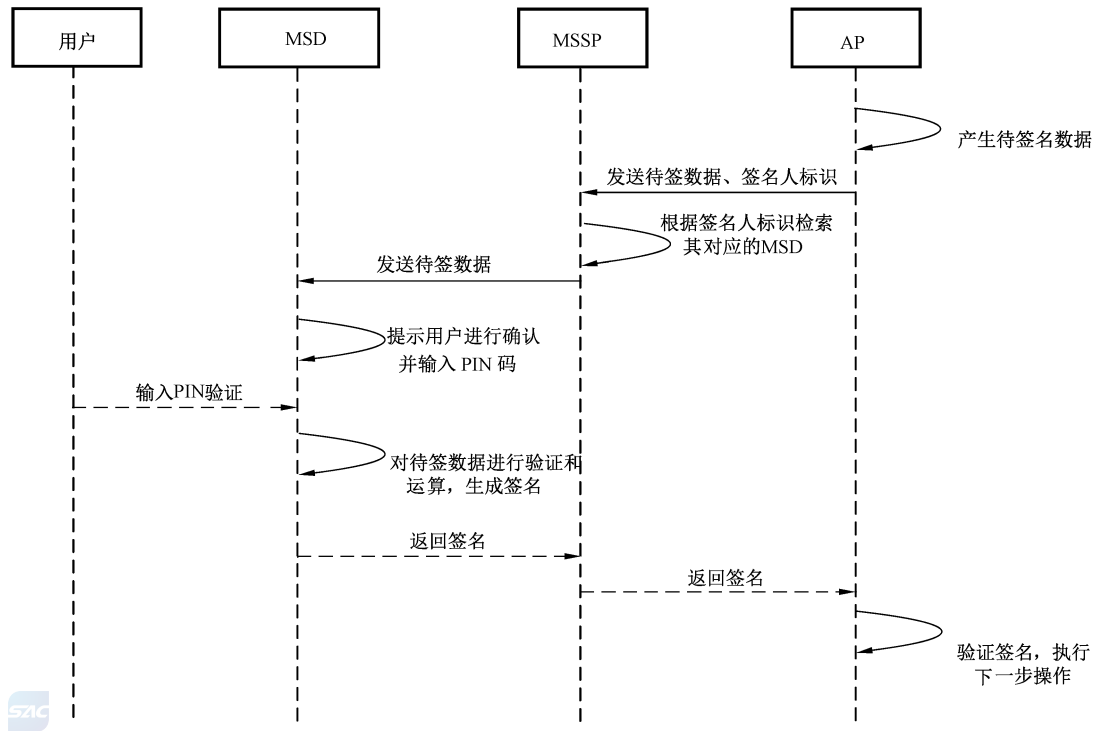 用户
MSD
MSSP
AP
产生待签名数据
发送待签数据、签名人标识
根据签名人标识检索
其对应的MSD
发送待签数据
提示用户进行确认
并输入 PIN 码
输入PIN验证
对待签数据进行验证和
运算，生成签名
返回签名
返回签名
验证签名，执行
下一步操作
SAC